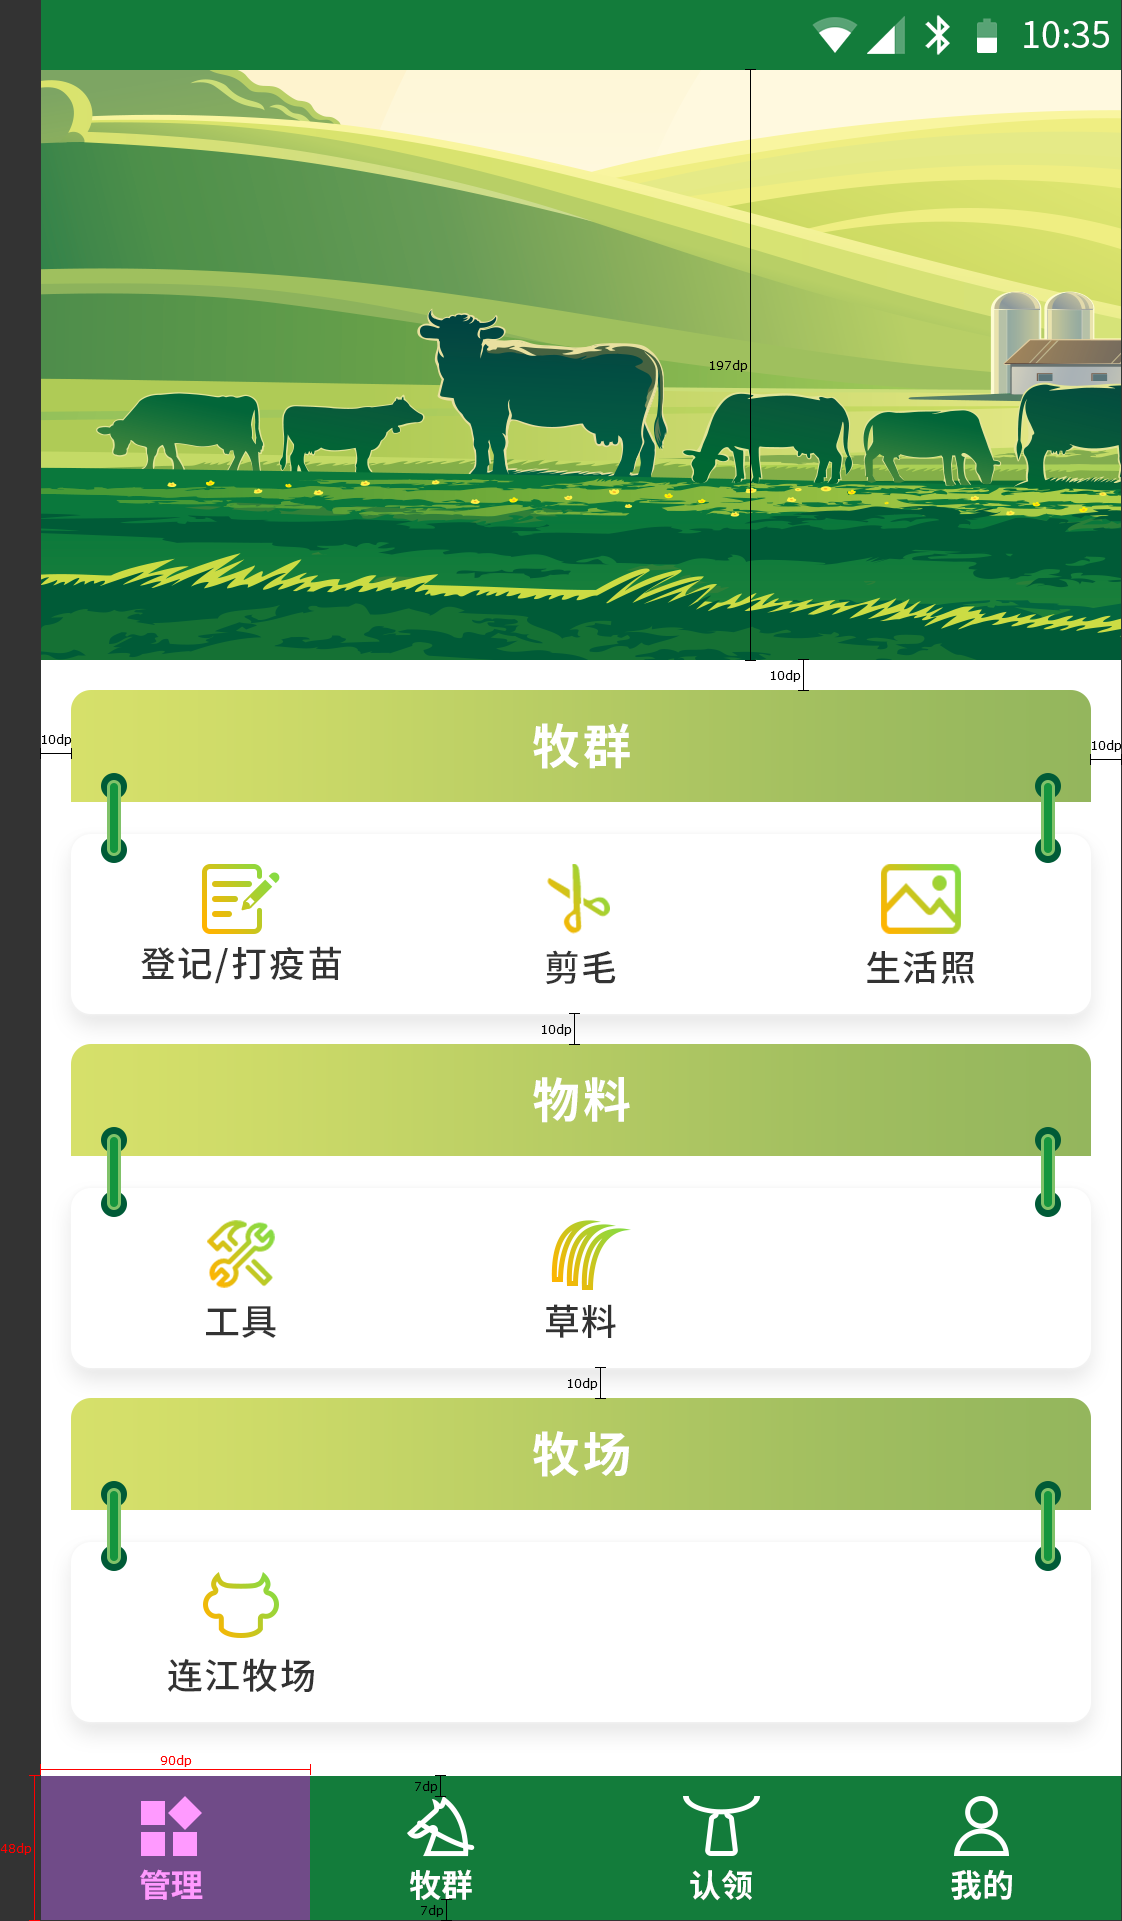 10:35
197dp
10dp
10dp
10dp
牧群
登记/打疫苗
剪毛
生活照
10dp
物料
工具
草料
10dp
牧场
连江牧场
90dp
7dp
48dp
管理
牧群
认领
我的
7dp